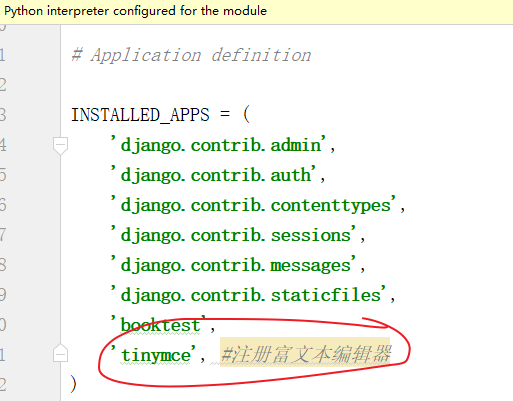 Python interpreter configured for the module
1 # Application definition
2
3 INSTALLED_APPS = (
4 'django.contrib.admin',
5 'django.contrib.auth',
6 'django.contrib.contenttypes',
7 'django.contrib.sessions',
8 'django.contrib.messages',
9 'django.contrib.staticfiles',
0 'booktest',
1 'tinymce', #注册富文本编辑器
2 )